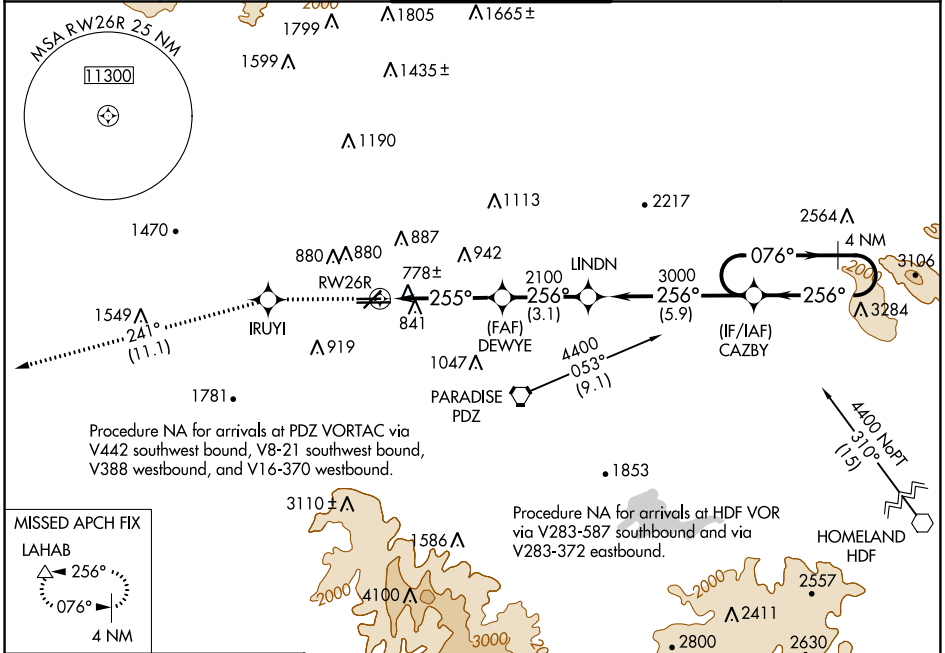 MSA RW26R 25 NM
11300
2000
1799
1805
1665 ±
1599
1435 ±
1190
1113
2217
2564
1470
880
880
887
942
LINDN
076°
4 NM
2000
3106
RW26R
778 ±
255°
2100
256°
(3.1)
3000
256°
(5.9)
256°
841
(FAF)
DEWYE
(IF/IAF)
CAZBY
3284
IRUYI
1549
241°
(11.1)
919
1047
4400
053°
(9.1)
PARADISE
PDZ
1781
4400 NoPT
310°
(15)
Procedure NA for arrivals at PDZ VORTAC via
V442 southwest bound, V8-21 southwest bound,
V388 westbound, and V16-370 westbound.
1853
3110 ±
Procedure NA for arrivals at HDF VOR
via V283-587 southbound and via
V283-372 eastbound.
HOMELAND
HDF
1586
MISSED APCH FIX
LAHAB
256°
076°
4 NM
2000
4100
3000
2000
2557
2411
2800
2630